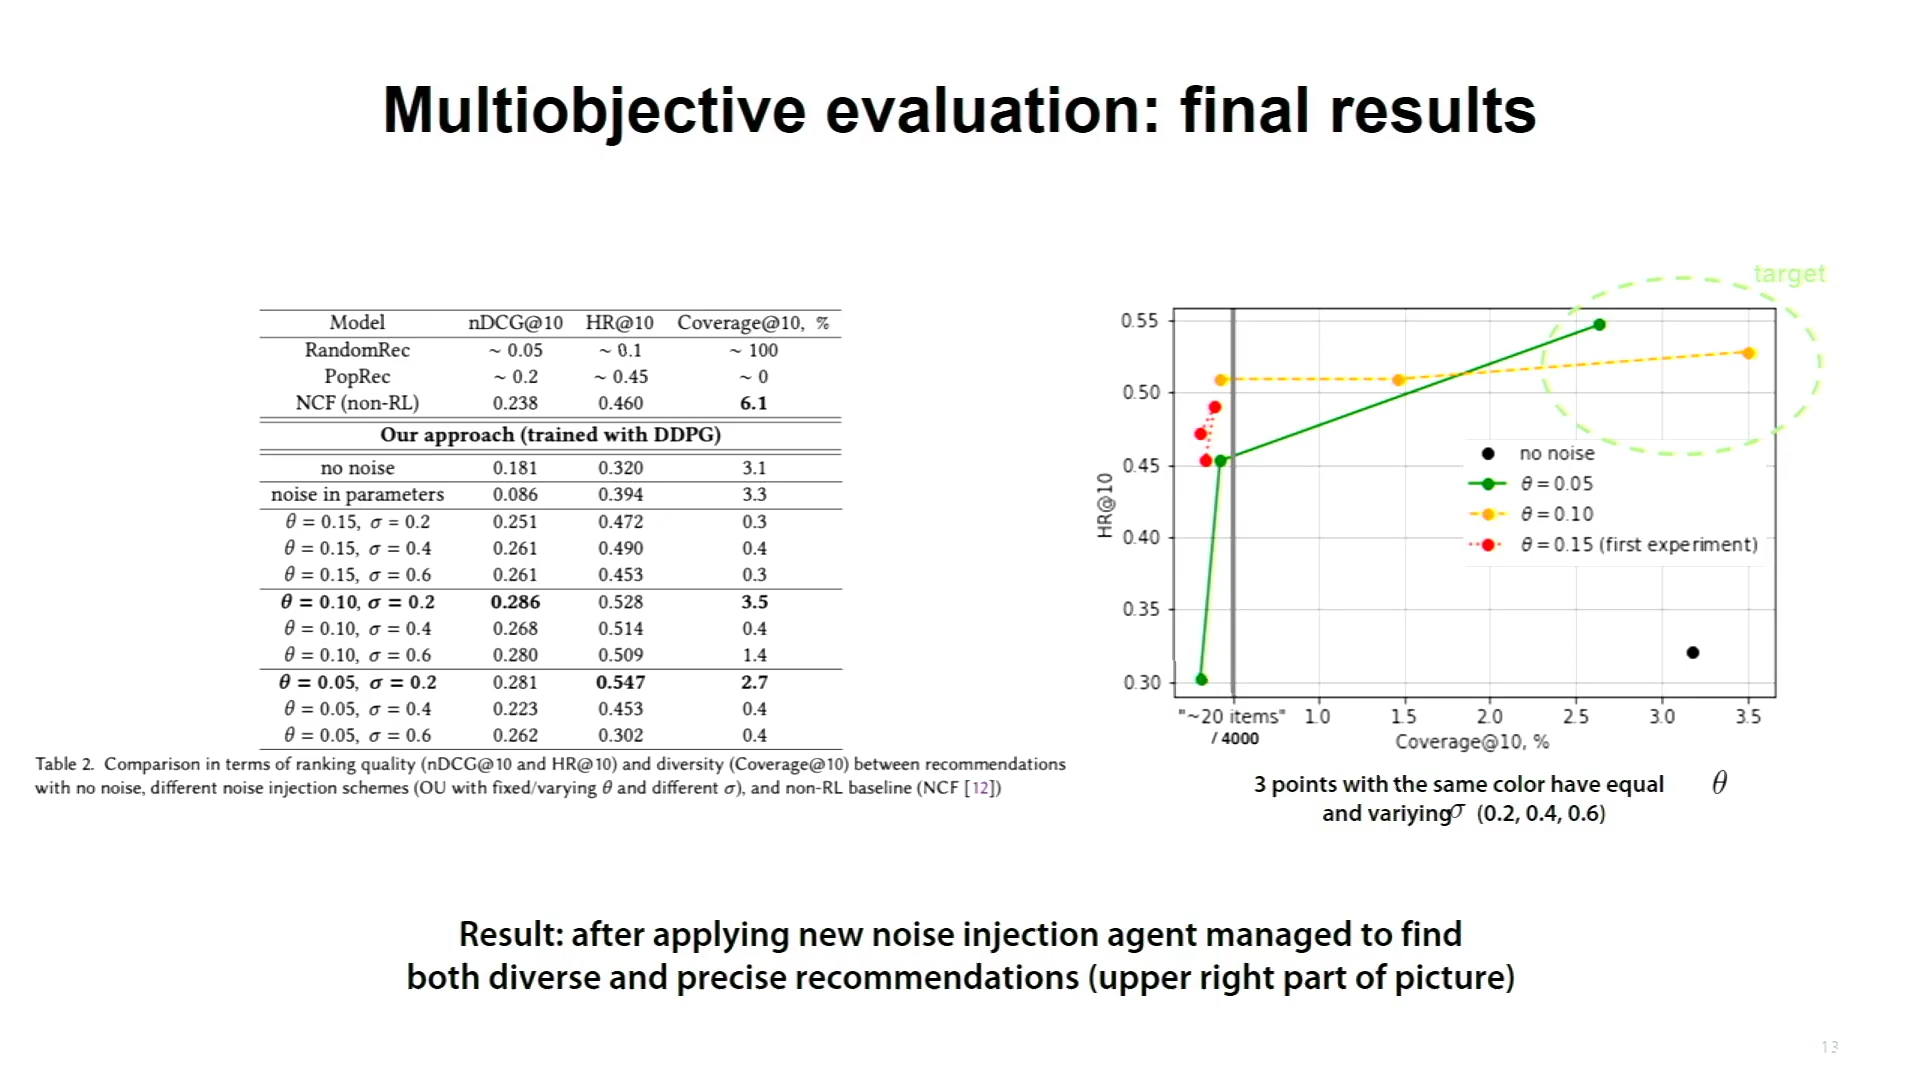 Multiobjective evaluation: final results
target
Model nDCG@10 HR@10 Coverage@10, %
RandomRec ~ 0.05 ~ 0.1 ~ 100
PopRec ~ 0.2 ~ 0.45 ~ 0
NCF (non-RL) 0.238 0.460 6.1
Our approach (trained with DDPG)
no noise 0.181 0.320 3.1
noise in parameters 0.086 0.394 3.3
θ = 0.15, σ = 0.2 0.251 0.472 0.3
θ = 0.15, σ = 0.4 0.261 0.490 0.4
θ = 0.15, σ = 0.6 0.261 0.453 0.3
θ = 0.10, σ = 0.2 0.286 0.528 3.5
θ = 0.10, σ = 0.4 0.268 0.514 0.4
θ = 0.10, σ = 0.6 0.280 0.509 1.4
θ = 0.05, σ = 0.2 0.281 0.547 2.7
θ = 0.05, σ = 0.4 0.223 0.453 0.4
θ = 0.05, σ = 0.6 0.262 0.302 0.4
Table 2. Comparison in terms of ranking quality (nDCG@10 and HR@10) and diversity (Coverage@10) between recommendations
with no noise, different noise injection schemes (OU with fixed/varying θ and different σ), and non-RL baseline (NCF [12])
HR@10
0.55
0.50
0.45
0.40
0.35
0.30
no noise
θ = 0.05
θ = 0.10
θ = 0.15 (first experiment)
"~20 items" 1.0 1.5 2.0 2.5 3.0 3.5
/ 4000
Coverage@10, %
3 points with the same color have equal θ
and variying σ (0.2, 0.4, 0.6)
Result: after applying new noise injection agent managed to find
both diverse and precise recommendations (upper right part of picture)
13